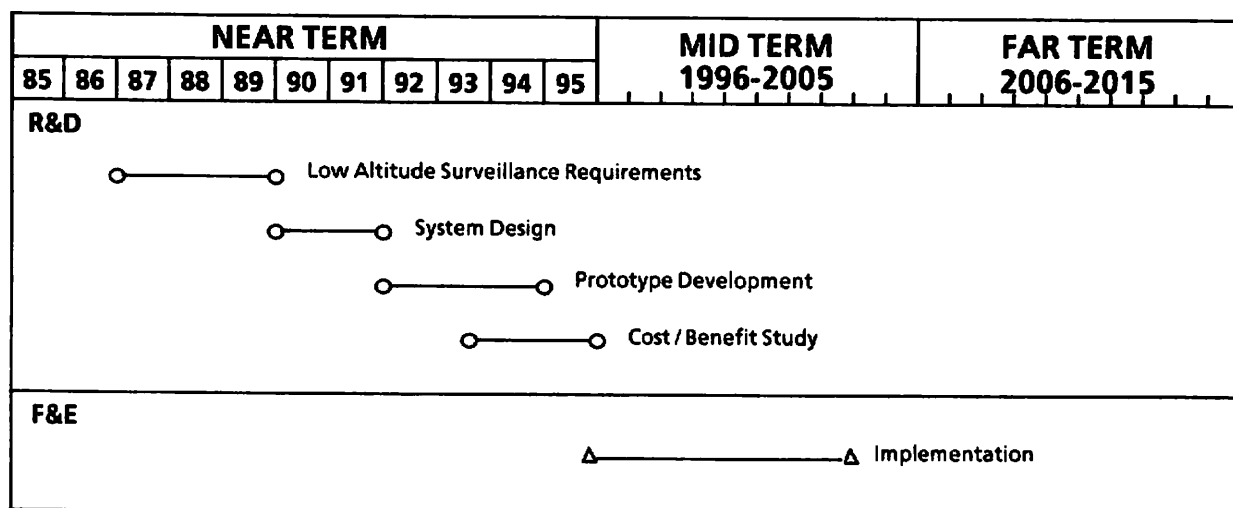 NEAR TERM
MID TERM
1996-2005
FAR TERM
2006-2015
85 86 87 88 89 90 91 92 93 94 95
R&D
Low Altitude Surveillance Requirements
System Design
Prototype Development
Cost / Benefit Study
F&E
Implementation